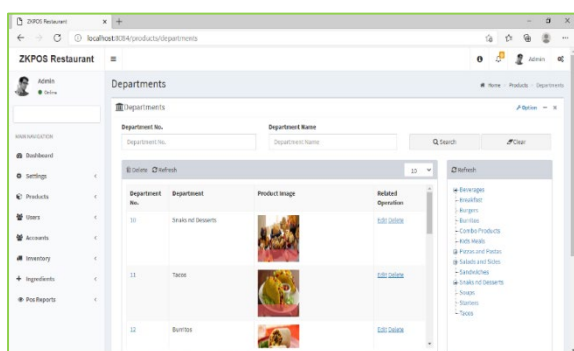 ZKPOS Restaurant
localhost:8084/products/departments
ZKPOS Restaurant
Admin
Admin
Online
Departments
Home - Products - Departments
Departments
Option
Department No.
Department Name
Department No.
Department Name
Search
Clear
MAIN NAVIGATION
Dashboard
Settings
Products
Users
Accounts
Inventory
Ingredients
Pos Reports
Delete
Refresh
10
Department No.
Department
Product Image
Related Operation
10
Snaks nd Desserts
Edit Delete
11
Tacos
Edit Delete
12
Burritos
Edit Delete
Refresh
Beverages
Breakfast
Burgers
Burritos
Combo Products
Kids Meals
Pizzas and Pastas
Salads and Sides
Sandwiches
Snaks nd Desserts
Soups
Starters
Tacos